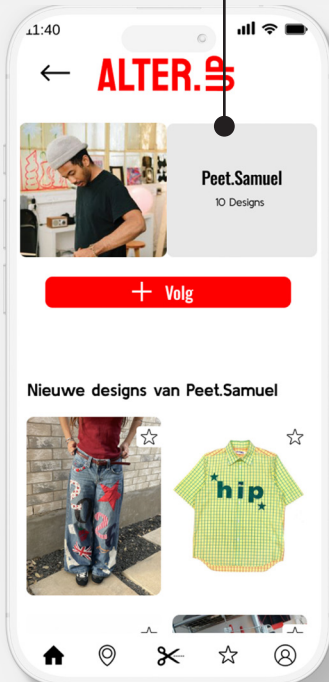 11:40
ALTER.UP
Peet.Samuel
10 Designs
Volg
Nieuwe designs van Peet.Samuel
hip